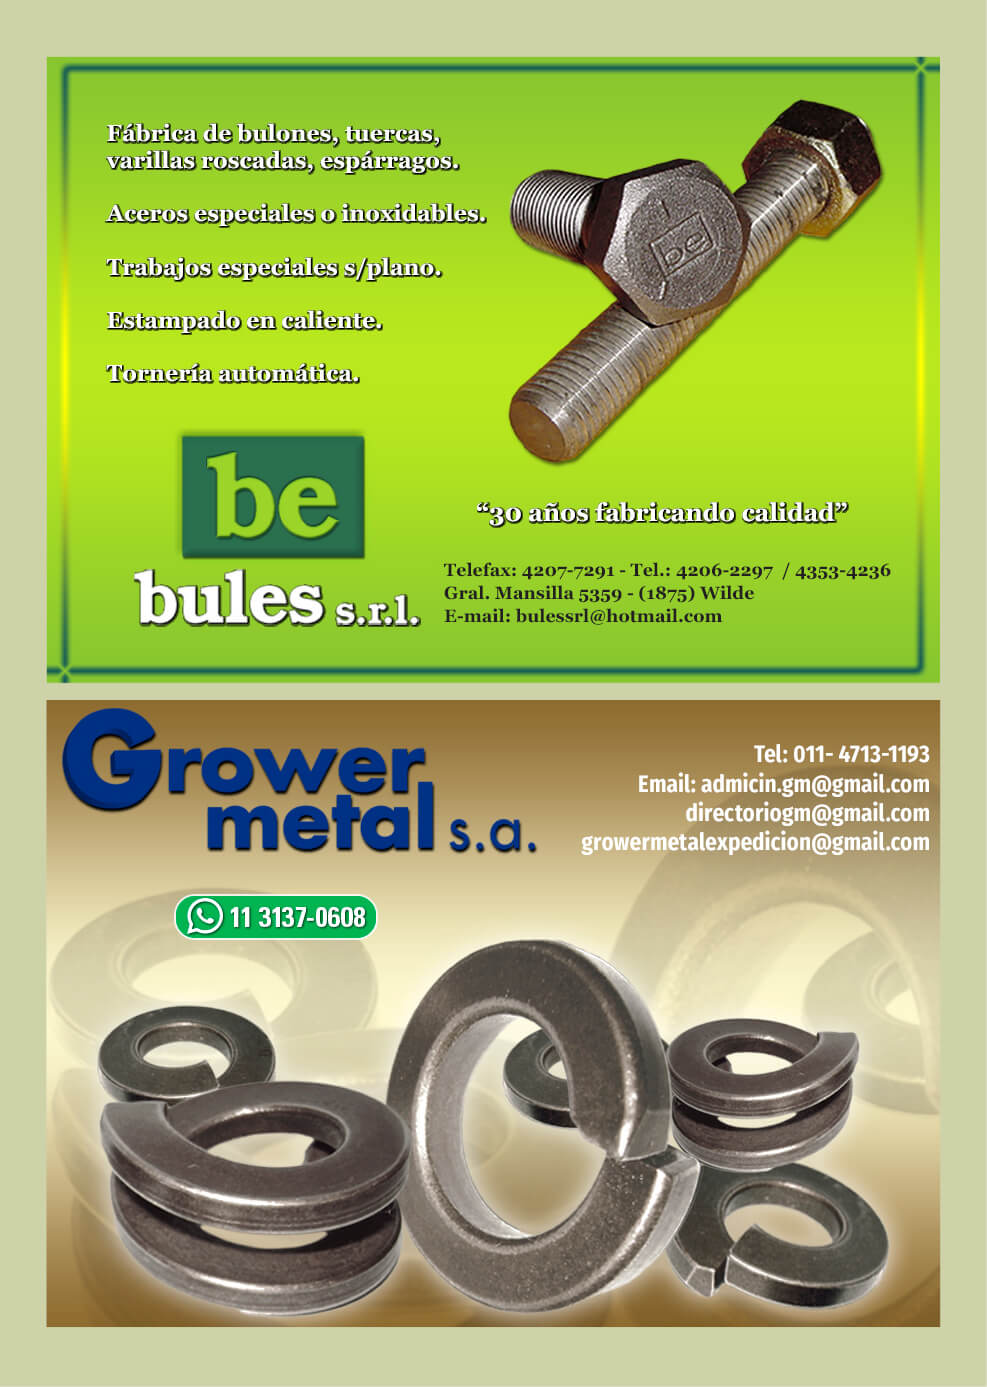 Fábrica de bulones, tuercas,
varillas roscadas, espárragos.
Aceros especiales o inoxidables.
Trabajos especiales s/plano.
Estampado en caliente.
Tornería automática.
be
be
bules s.r.l.
“30 años fabricando calidad”
Telefax: 4207-7291 - Tel.: 4206-2297 / 4353-4236
Gral. Mansilla 5359 - (1875) Wilde
E-mail: bulessrl@hotmail.com
Grower
metal s.a.
Tel: 011- 4713-1193
Email: admicin.gm@gmail.com
directoriogm@gmail.com
growermetalexpedicion@gmail.com
11 3137-0608